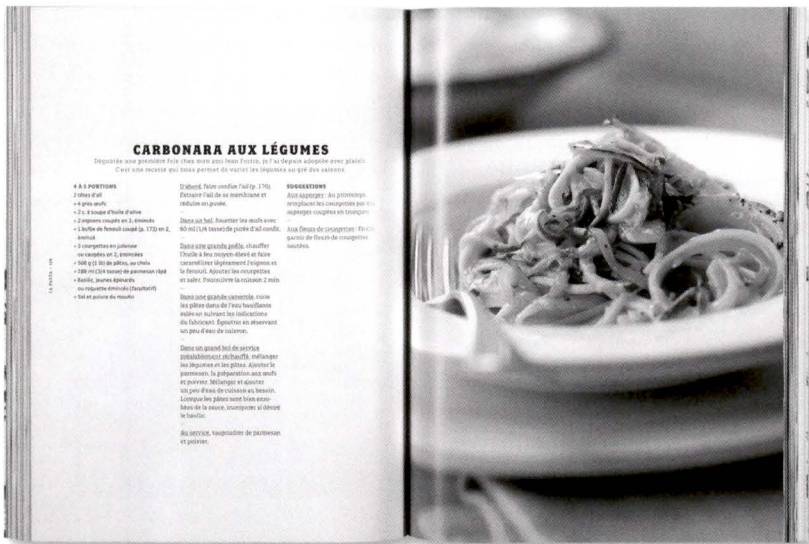 CARBONARA AUX LÉGUMES
Dégustée une première fois chez mon ami Jean Fortin, je l'ai depuis adoptée avec plaisir.
C'est une recette qui nous permet de varier les légumes au gré des saisons.
4 À 5 PORTIONS
2 têtes d'ail
+ 4 gros œufs
+ 2 c. à soupe d'huile d'olive
+ 2 oignons coupés en 2, émincés
+ 1 bulbe de fenouil coupé (p. 173) en 2,
émincé
+ 3 courgettes en julienne
ou coupées en 2, émincées
+ 500 g (1 lb) de pâtes, au choix
+ 180 ml (3/4 tasse) de parmesan râpé
+ Basilic, jeunes épinards
ou roquette émincés (facultatif)
+ Sel et poivre du moulin
D'abord, faire confire l'ail (p. 170).
Extraire l'ail de sa membrane et
réduire en purée.
Dans un bol, fouetter les œufs avec
60 ml (1/4 tasse) de purée d'ail confit.
Dans une grande poêle, chauffer
l'huile à feu moyen-élevé et faire
caraméliser légèrement l'oignon et
le fenouil. Ajouter les courgettes
et saler. Poursuivre la cuisson 2 min.
Dans une grande casserole, cuire
les pâtes dans de l'eau bouillante
salée en suivant les indications
du fabricant. Égoutter en réservant
un peu d'eau de cuisson.
Dans un grand bol de service
préalablement réchauffé, mélanger
les légumes et les pâtes. Ajouter le
parmesan, la préparation aux œufs
et poivrer. Mélanger et ajouter
un peu d'eau de cuisson au besoin.
Lorsque les pâtes sont bien enro-
bées de la sauce, incorporer si désiré
le basilic.
Au service, saupoudrer de parmesan
et poivrer.
SUGGESTIONS
Aux asperges : Au printemps,
remplacer les courgettes par
asperges coupées en tronçons
Aux fleurs de courgettes :
garnir de fleurs de courgettes
sautées.